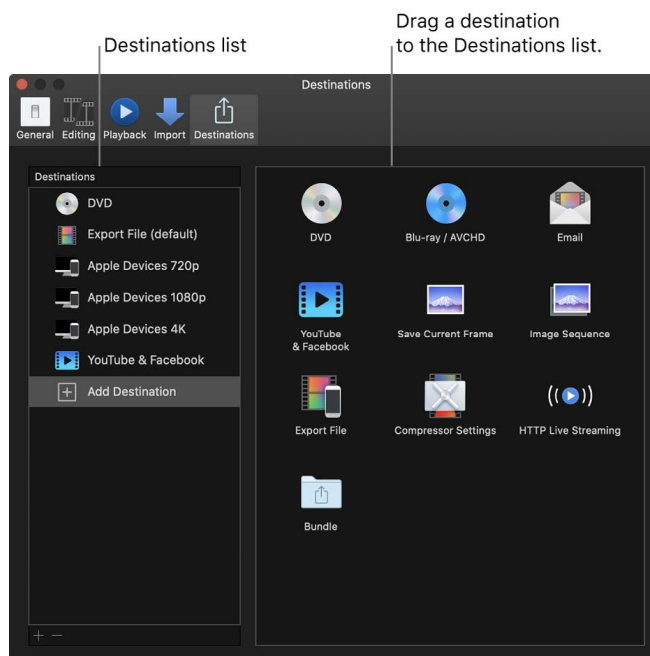 Destinations list
Drag a destination
to the Destinations list.
Destinations
General Editing Playback Import Destinations
Destinations
DVD
Export File (default)
Apple Devices 720p
Apple Devices 1080p
Apple Devices 4K
YouTube & Facebook
Add Destination
DVD
Blu-ray / AVCHD
Email
YouTube
& Facebook
Save Current Frame
Image Sequence
Export File
Compressor Settings
HTTP Live Streaming
Bundle